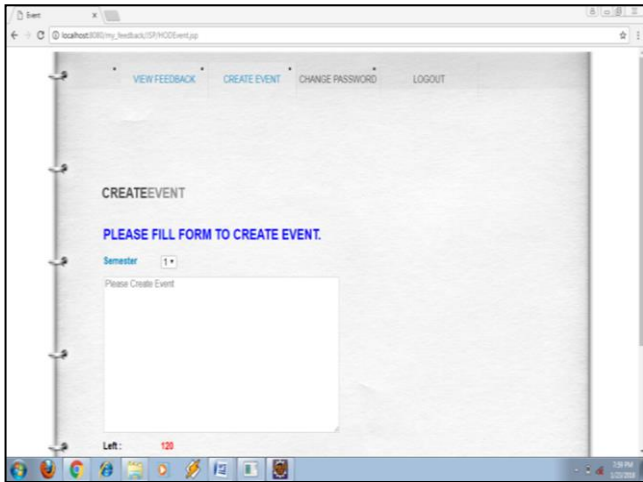 Event
localhost:8080/my_feedback/JSP/HODEvent.jsp
VIEW FEEDBACK CREATE EVENT CHANGE PASSWORD LOGOUT
CREATEEVENT
PLEASE FILL FORM TO CREATE EVENT.
Semester 1
Please Create Event
Left : 120